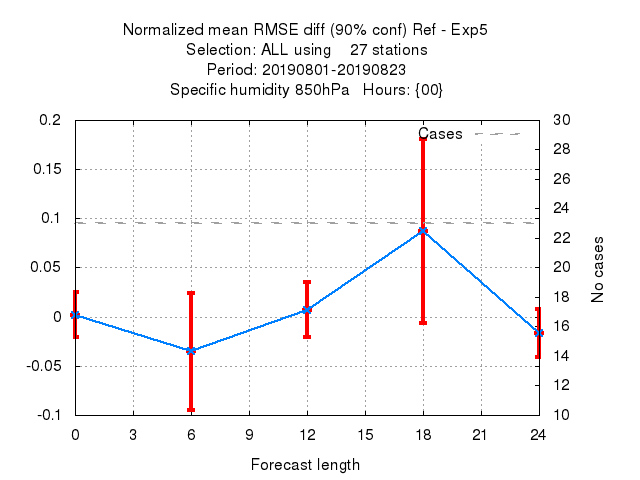 Normalized mean RMSE diff (90% conf) Ref - Exp5
Selection: ALL using    27 stations
Period: 20190801-20190823
Specific humidity 850hPa   Hours: {00}
0.2
0.15
0.1
0.05
0
-0.05
-0.1
Cases
30
28
26
24
22
20
18
16
14
12
10
No cases
0 3 6 9 12 15 18 21 24
Forecast length